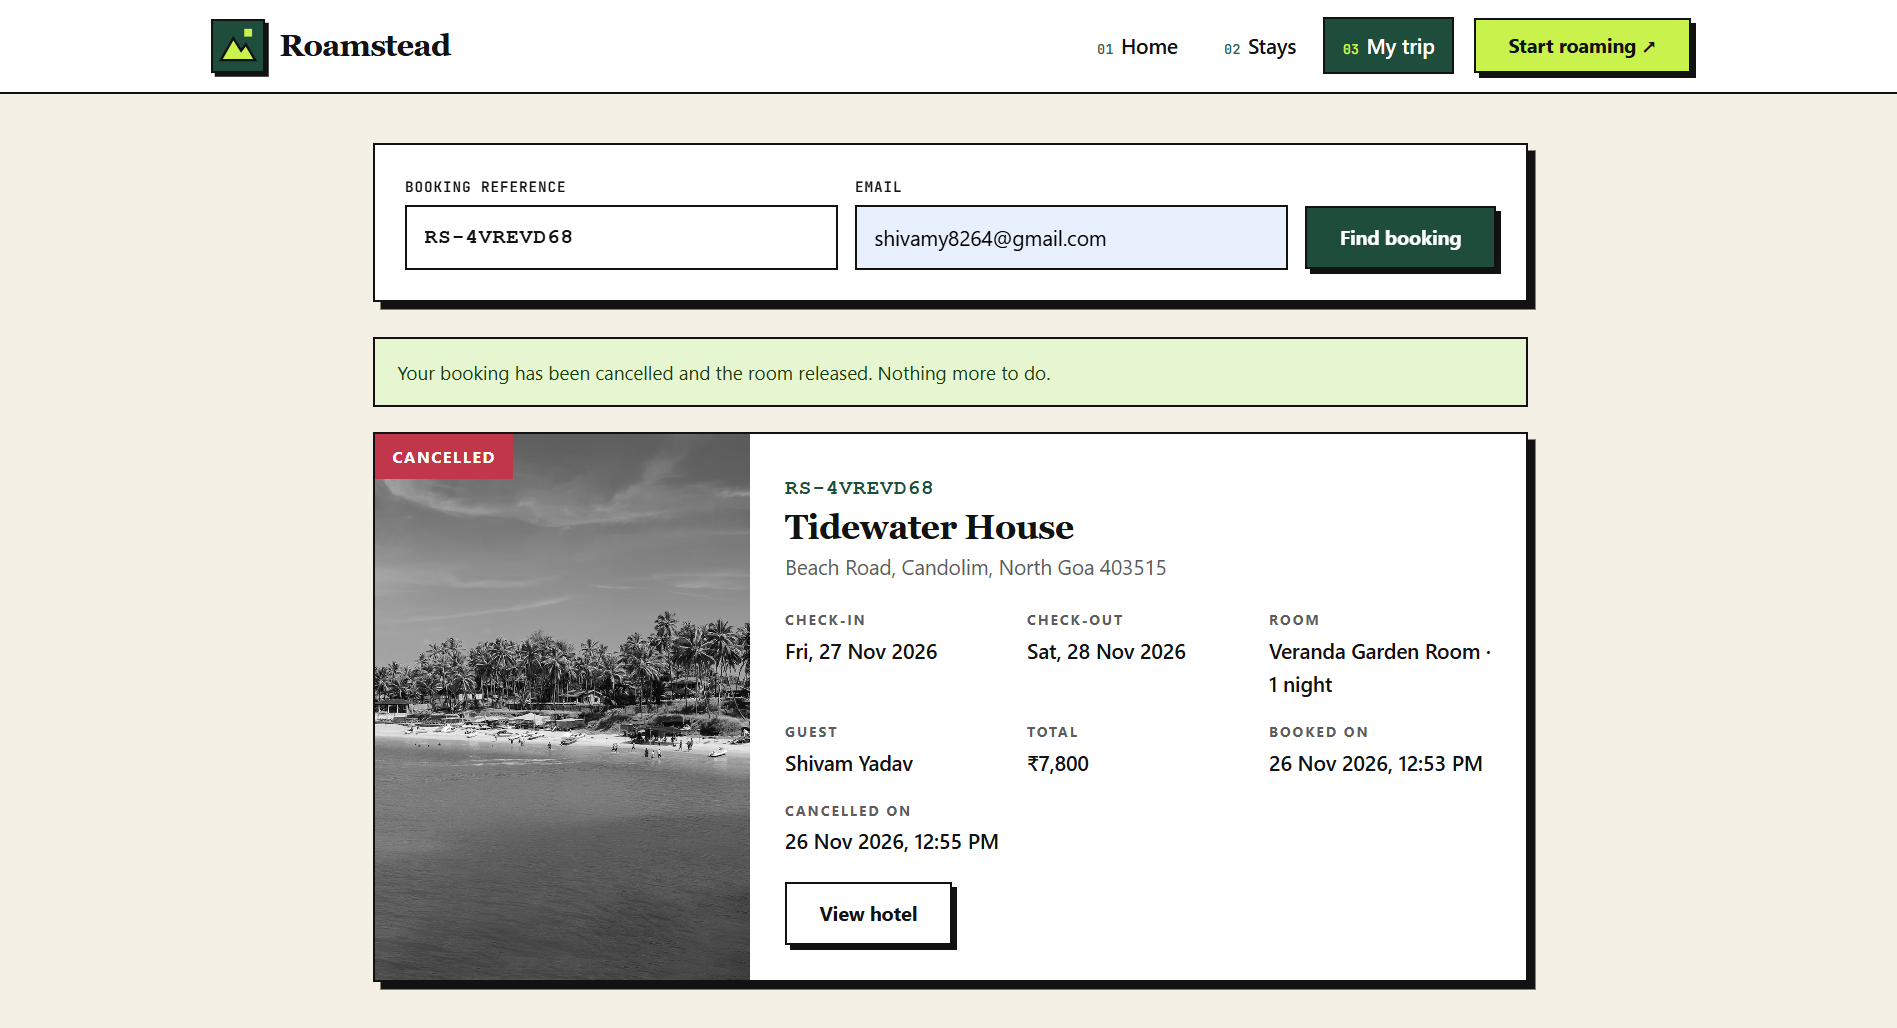 Roamstead
01 Home
02 Stays
03 My trip
Start roaming ↗
BOOKING REFERENCE
RS-4VREVD68
EMAIL
shivamy8264@gmail.com
Find booking
Your booking has been cancelled and the room released. Nothing more to do.
CANCELLED
RS-4VREVD68
Tidewater House
Beach Road, Candolim, North Goa 403515
CHECK-IN
Fri, 27 Nov 2026
CHECK-OUT
Sat, 28 Nov 2026
ROOM
Veranda Garden Room ·
1 night
GUEST
Shivam Yadav
TOTAL
₹7,800
BOOKED ON
26 Nov 2026, 12:53 PM
CANCELLED ON
26 Nov 2026, 12:55 PM
View hotel